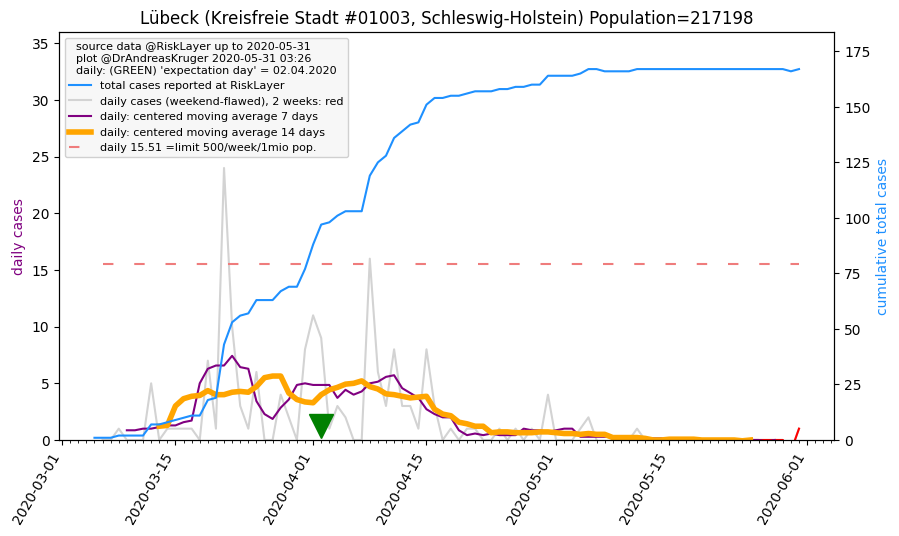 Lübeck (Kreisfreie Stadt #01003, Schleswig-Holstein) Population=217198
source data @RiskLayer up to 2020-05-31
plot @DrAndreasKruger 2020-05-31 03:26
daily: (GREEN) 'expectation day' = 02.04.2020
total cases reported at RiskLayer
daily cases (weekend-flawed), 2 weeks: red
daily: centered moving average 7 days
daily: centered moving average 14 days
daily 15.51 =limit 500/week/1mio pop.
daily cases
35
30
25
20
15
10
5
0
cumulative total cases
175
150
125
100
75
50
25
0
2020-03-01
2020-03-15
2020-04-01
2020-04-15
2020-05-01
2020-05-15
2020-06-01